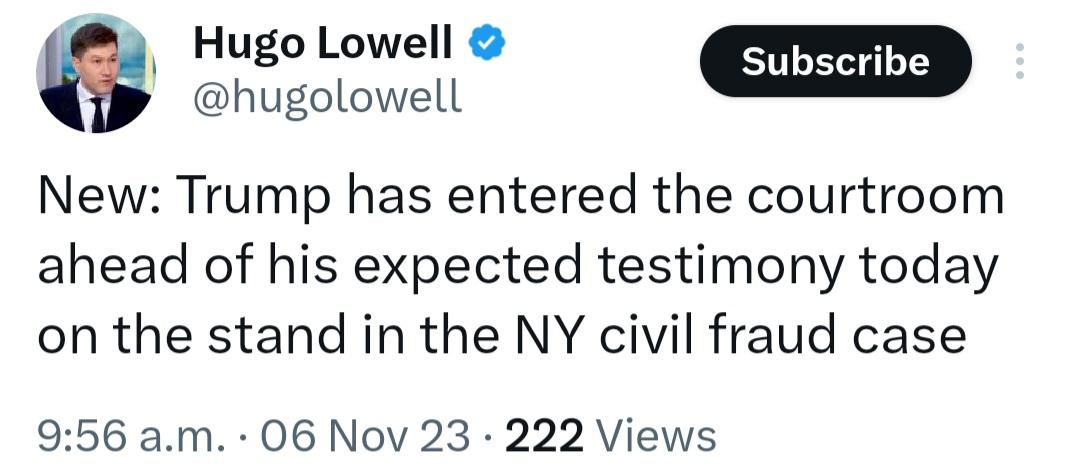 Hugo Lowell
@hugolowell
Subscribe
New: Trump has entered the courtroom
ahead of his expected testimony today
on the stand in the NY civil fraud case
9:56 a.m. · 06 Nov 23 · 222 Views